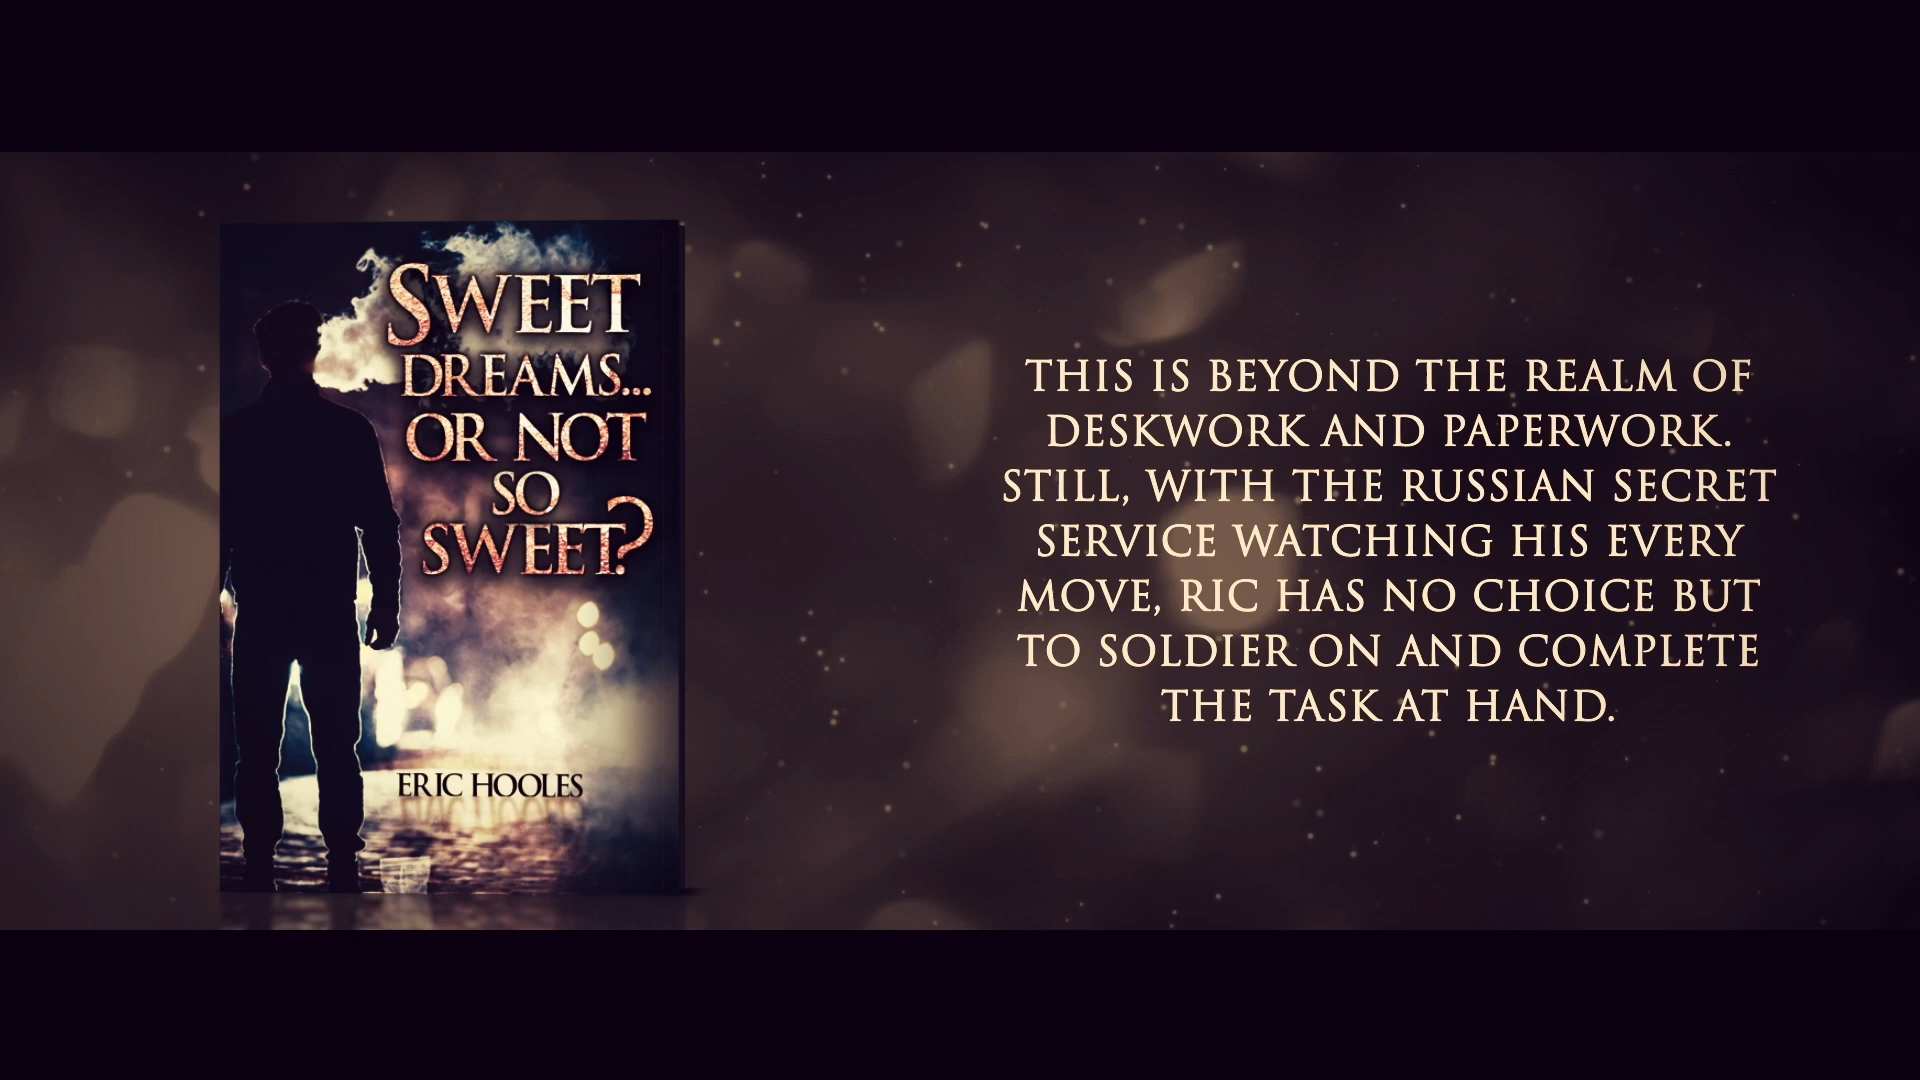 SWEET
DREAMS...
OR NOT
SO
SWEET?
ERIC HOOLES
THIS IS BEYOND THE REALM OF
DESKWORK AND PAPERWORK.
STILL, WITH THE RUSSIAN SECRET
SERVICE WATCHING HIS EVERY
MOVE, RIC HAS NO CHOICE BUT
TO SOLDIER ON AND COMPLETE
THE TASK AT HAND.